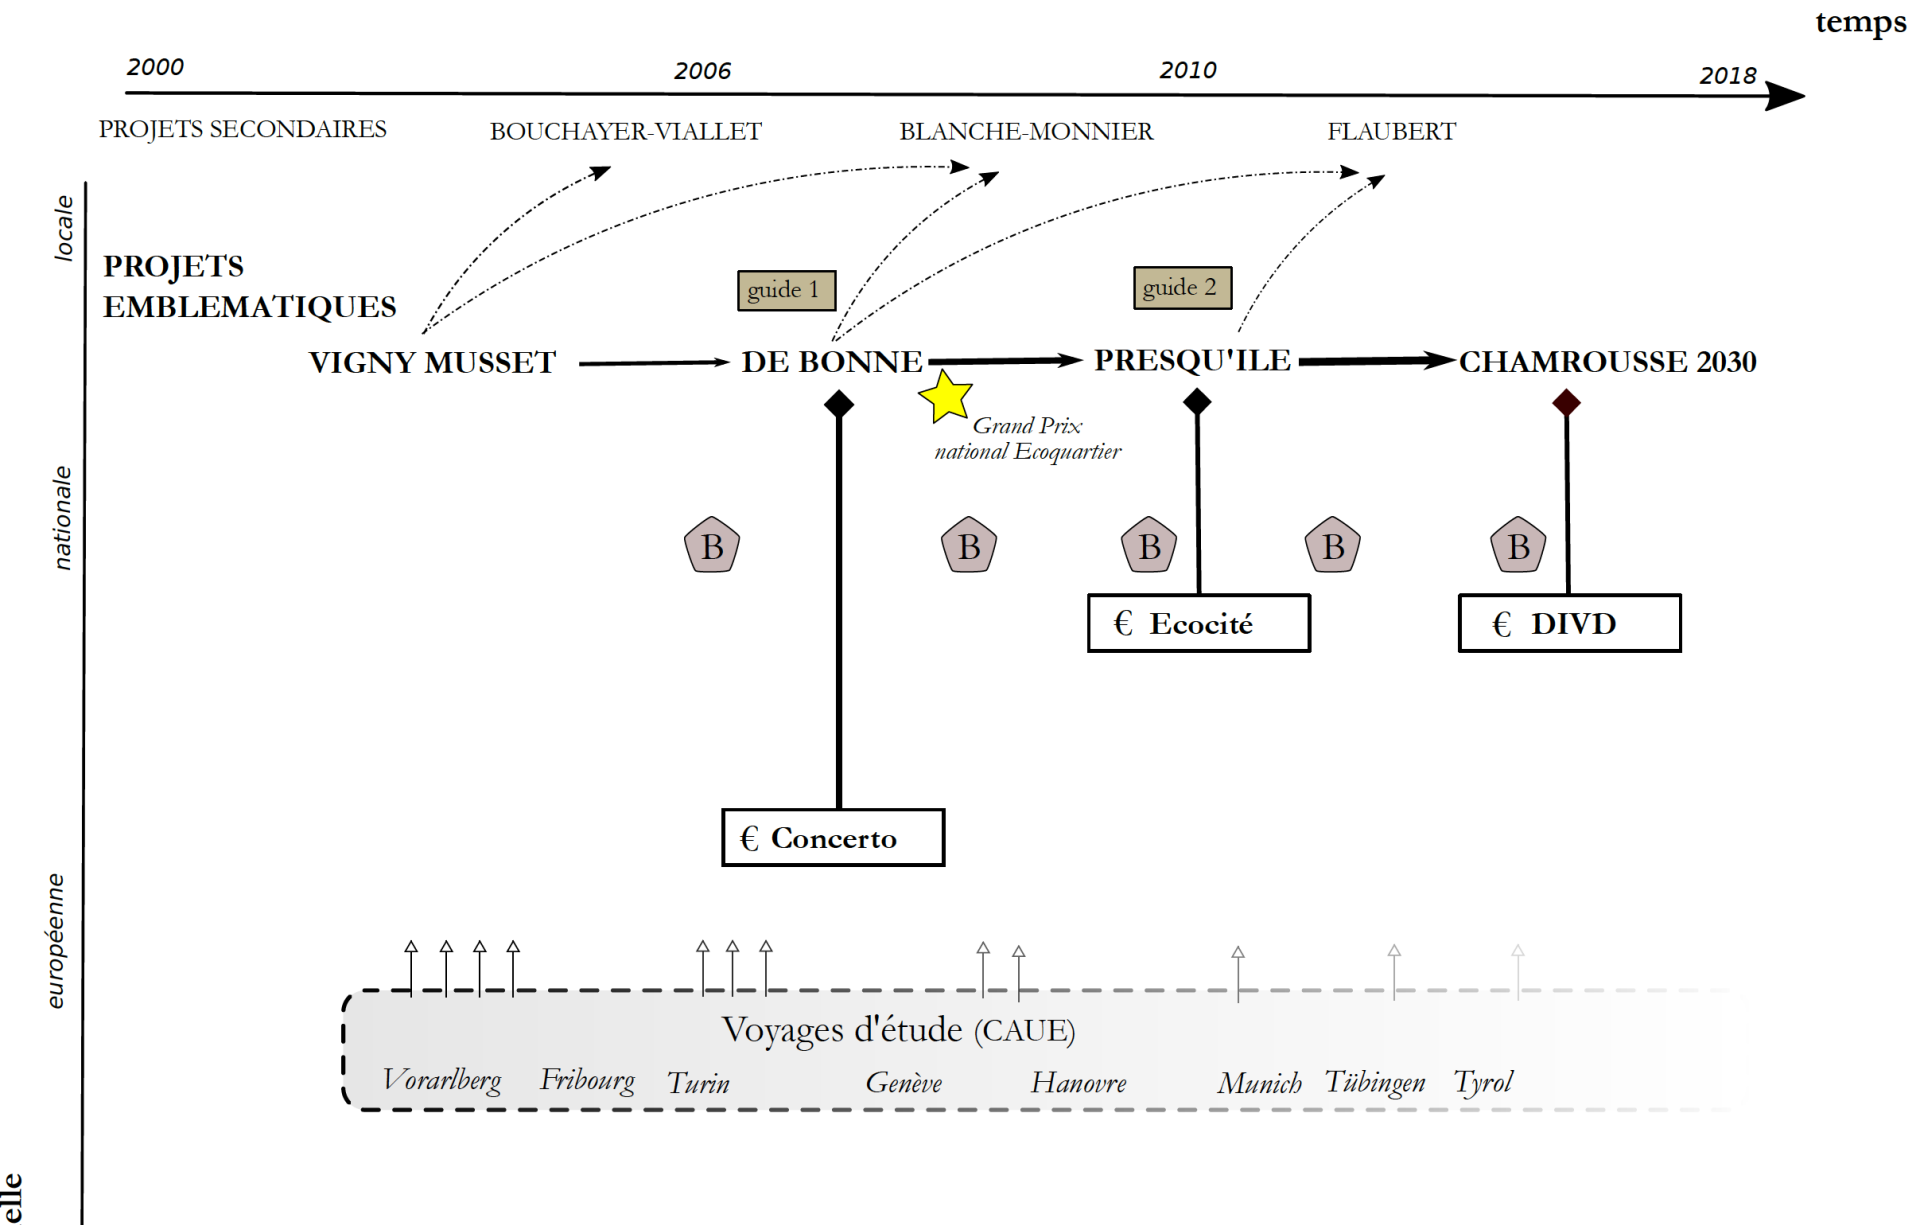 temps
2000
2006
2010
2018
PROJETS SECONDAIRES
BOUCHAYER-VIALLET
BLANCHE-MONNIER
FLAUBERT
locale
PROJETS
EMBLEMATIQUES
guide 1
guide 2
VIGNY MUSSET
DE BONNE
PRESQU'ILE
CHAMROUSSE 2030
Grand Prix
national Ecoquartier
nationale
B
B
B
B
B
€ Ecocité
€ DIVD
€ Concerto
européenne
Voyages d'étude (CAUE)
Vorarlberg
Fribourg
Turin
Genève
Hanovre
Munich
Tübingen
Tyrol
elle